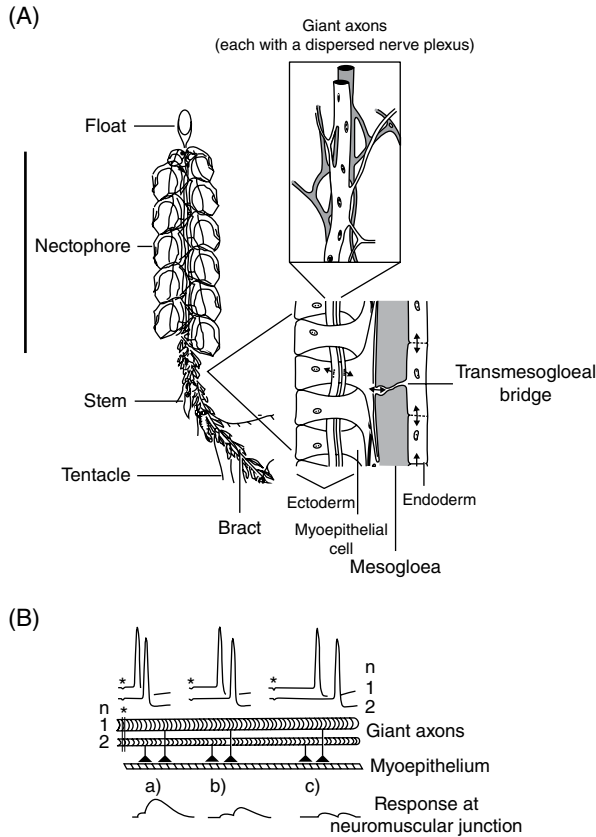 (A)
Giant axons
(each with a dispersed nerve plexus)
Float
Nectophore
Stem
Tentacle
Bract
Transmesogloeal
bridge
Ectoderm
Endoderm
Myoepithelial
cell
Mesogloea
(B)
* * *
n
1
2
n *
1
2
Giant axons
Myoepithelium
a) b) c)
Response at
neuromuscular junction